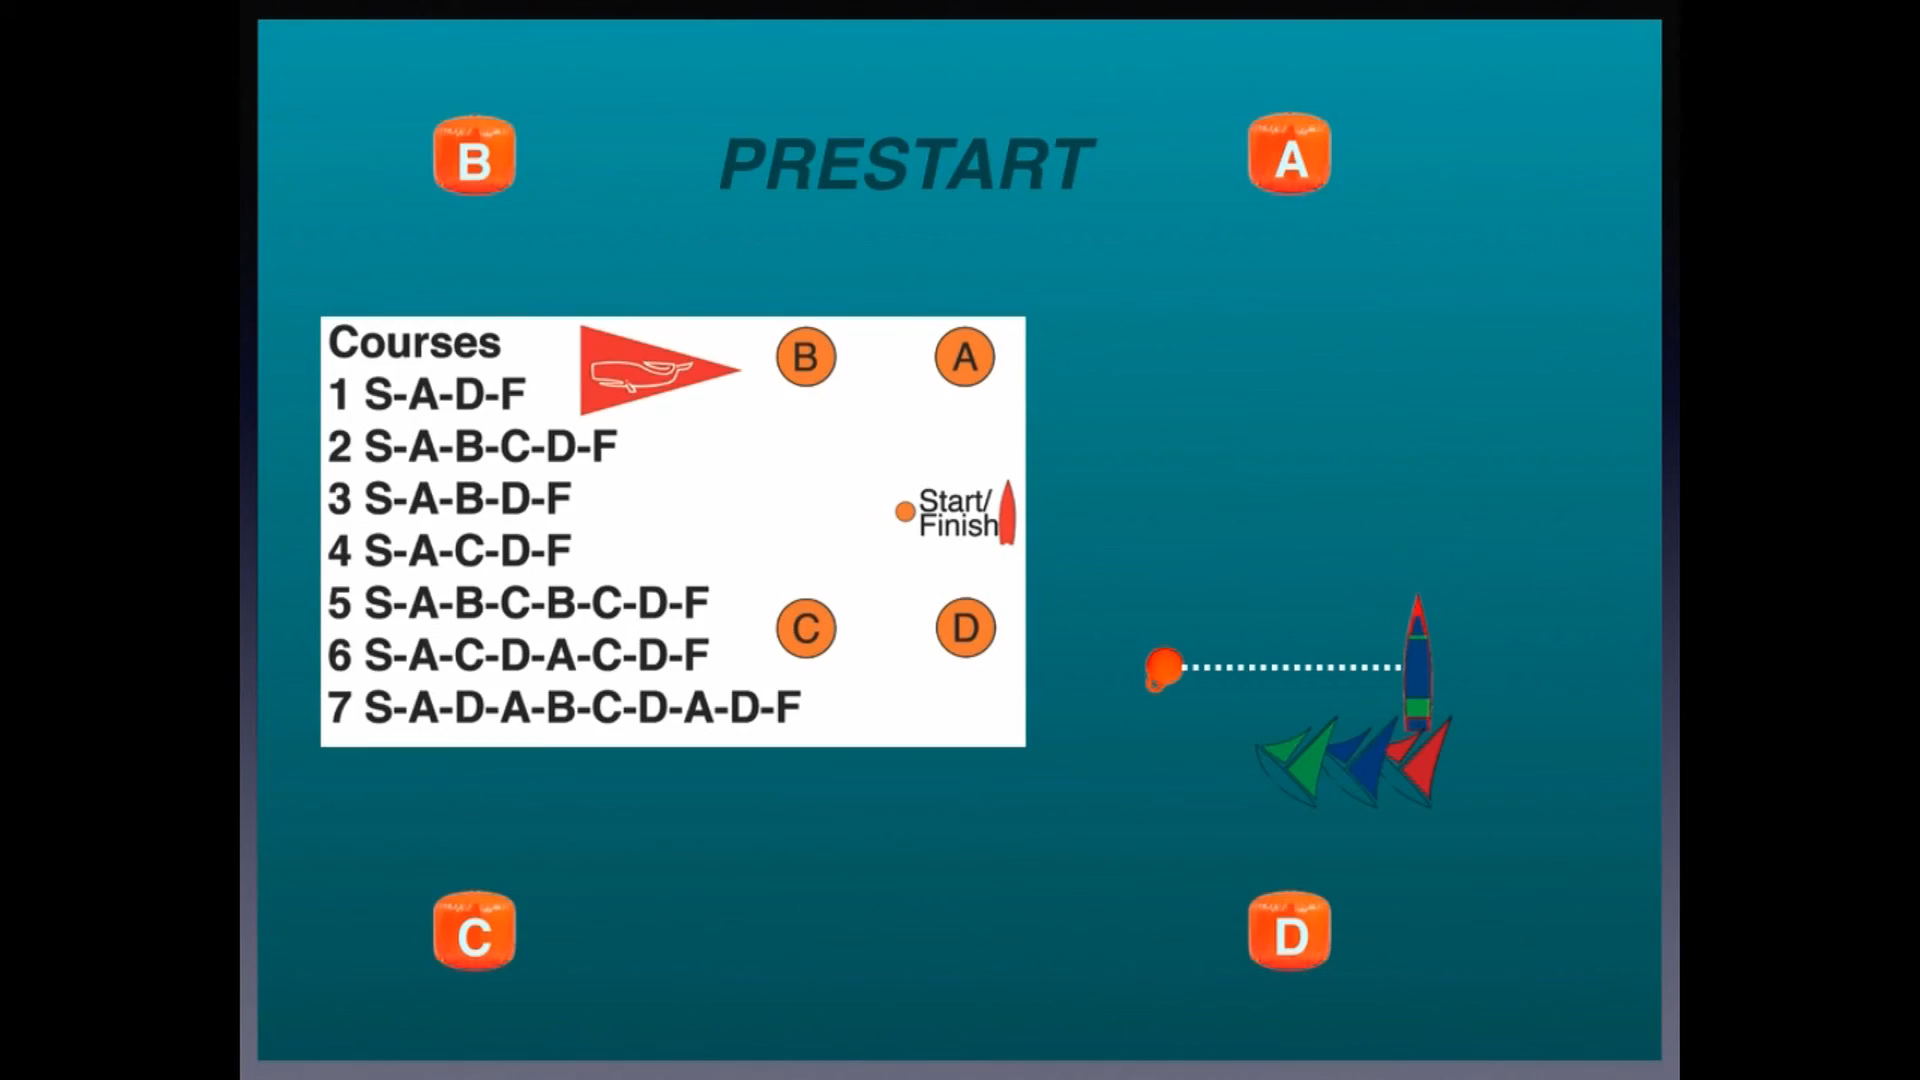 B
PRESTART
A
Courses
1 S-A-D-F
2 S-A-B-C-D-F
3 S-A-B-D-F
4 S-A-C-D-F
5 S-A-B-C-B-C-D-F
6 S-A-C-D-A-C-D-F
7 S-A-D-A-B-C-D-A-D-F
B
A
Start/
Finish
C
D
C
D